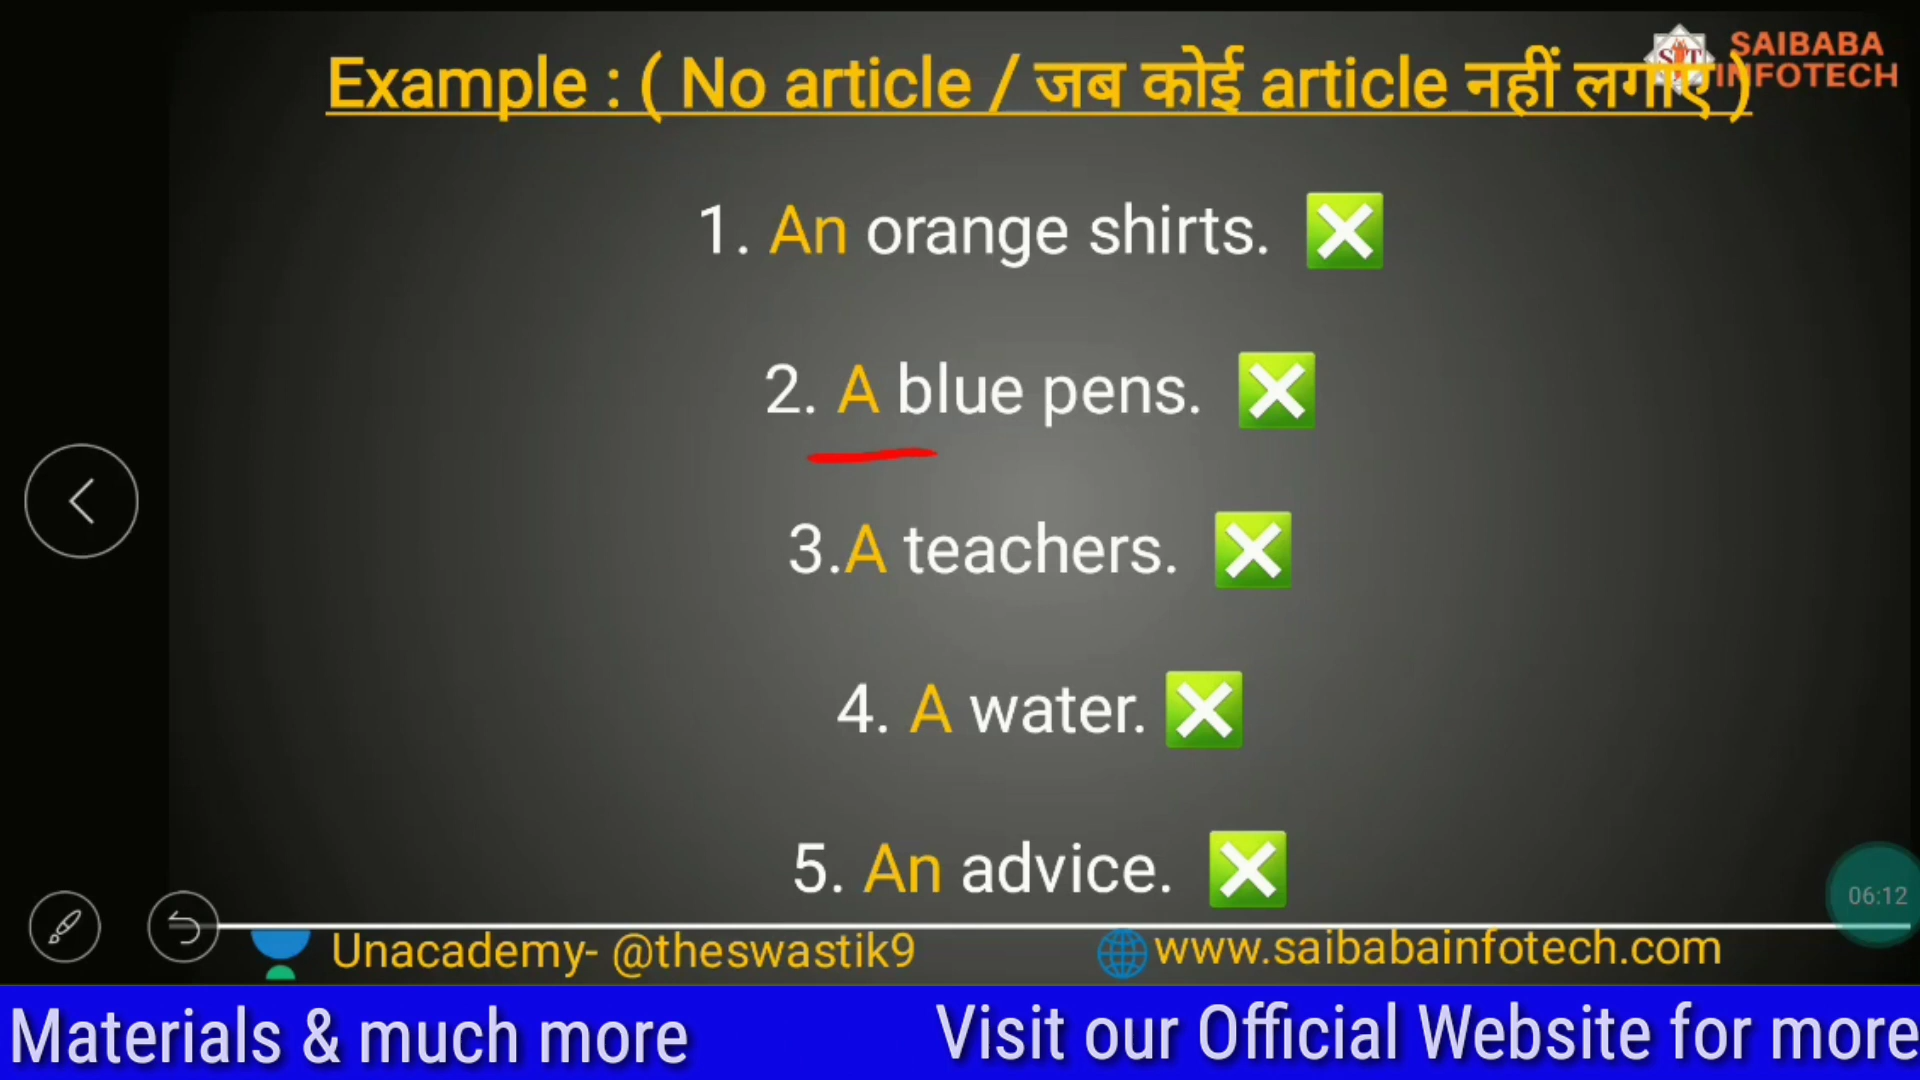 SAIBABA
INFOTECH
Example : ( No article / जब कोई article नहीं लगाए )
1. An orange shirts. ❎
2. A blue pens. ❎
3.A teachers. ❎
4. A water. ❎
5. An advice. ❎
06:12
Unacademy- @theswastik9
www.saibabainfotech.com
Materials & much more
Visit our Official Website for more